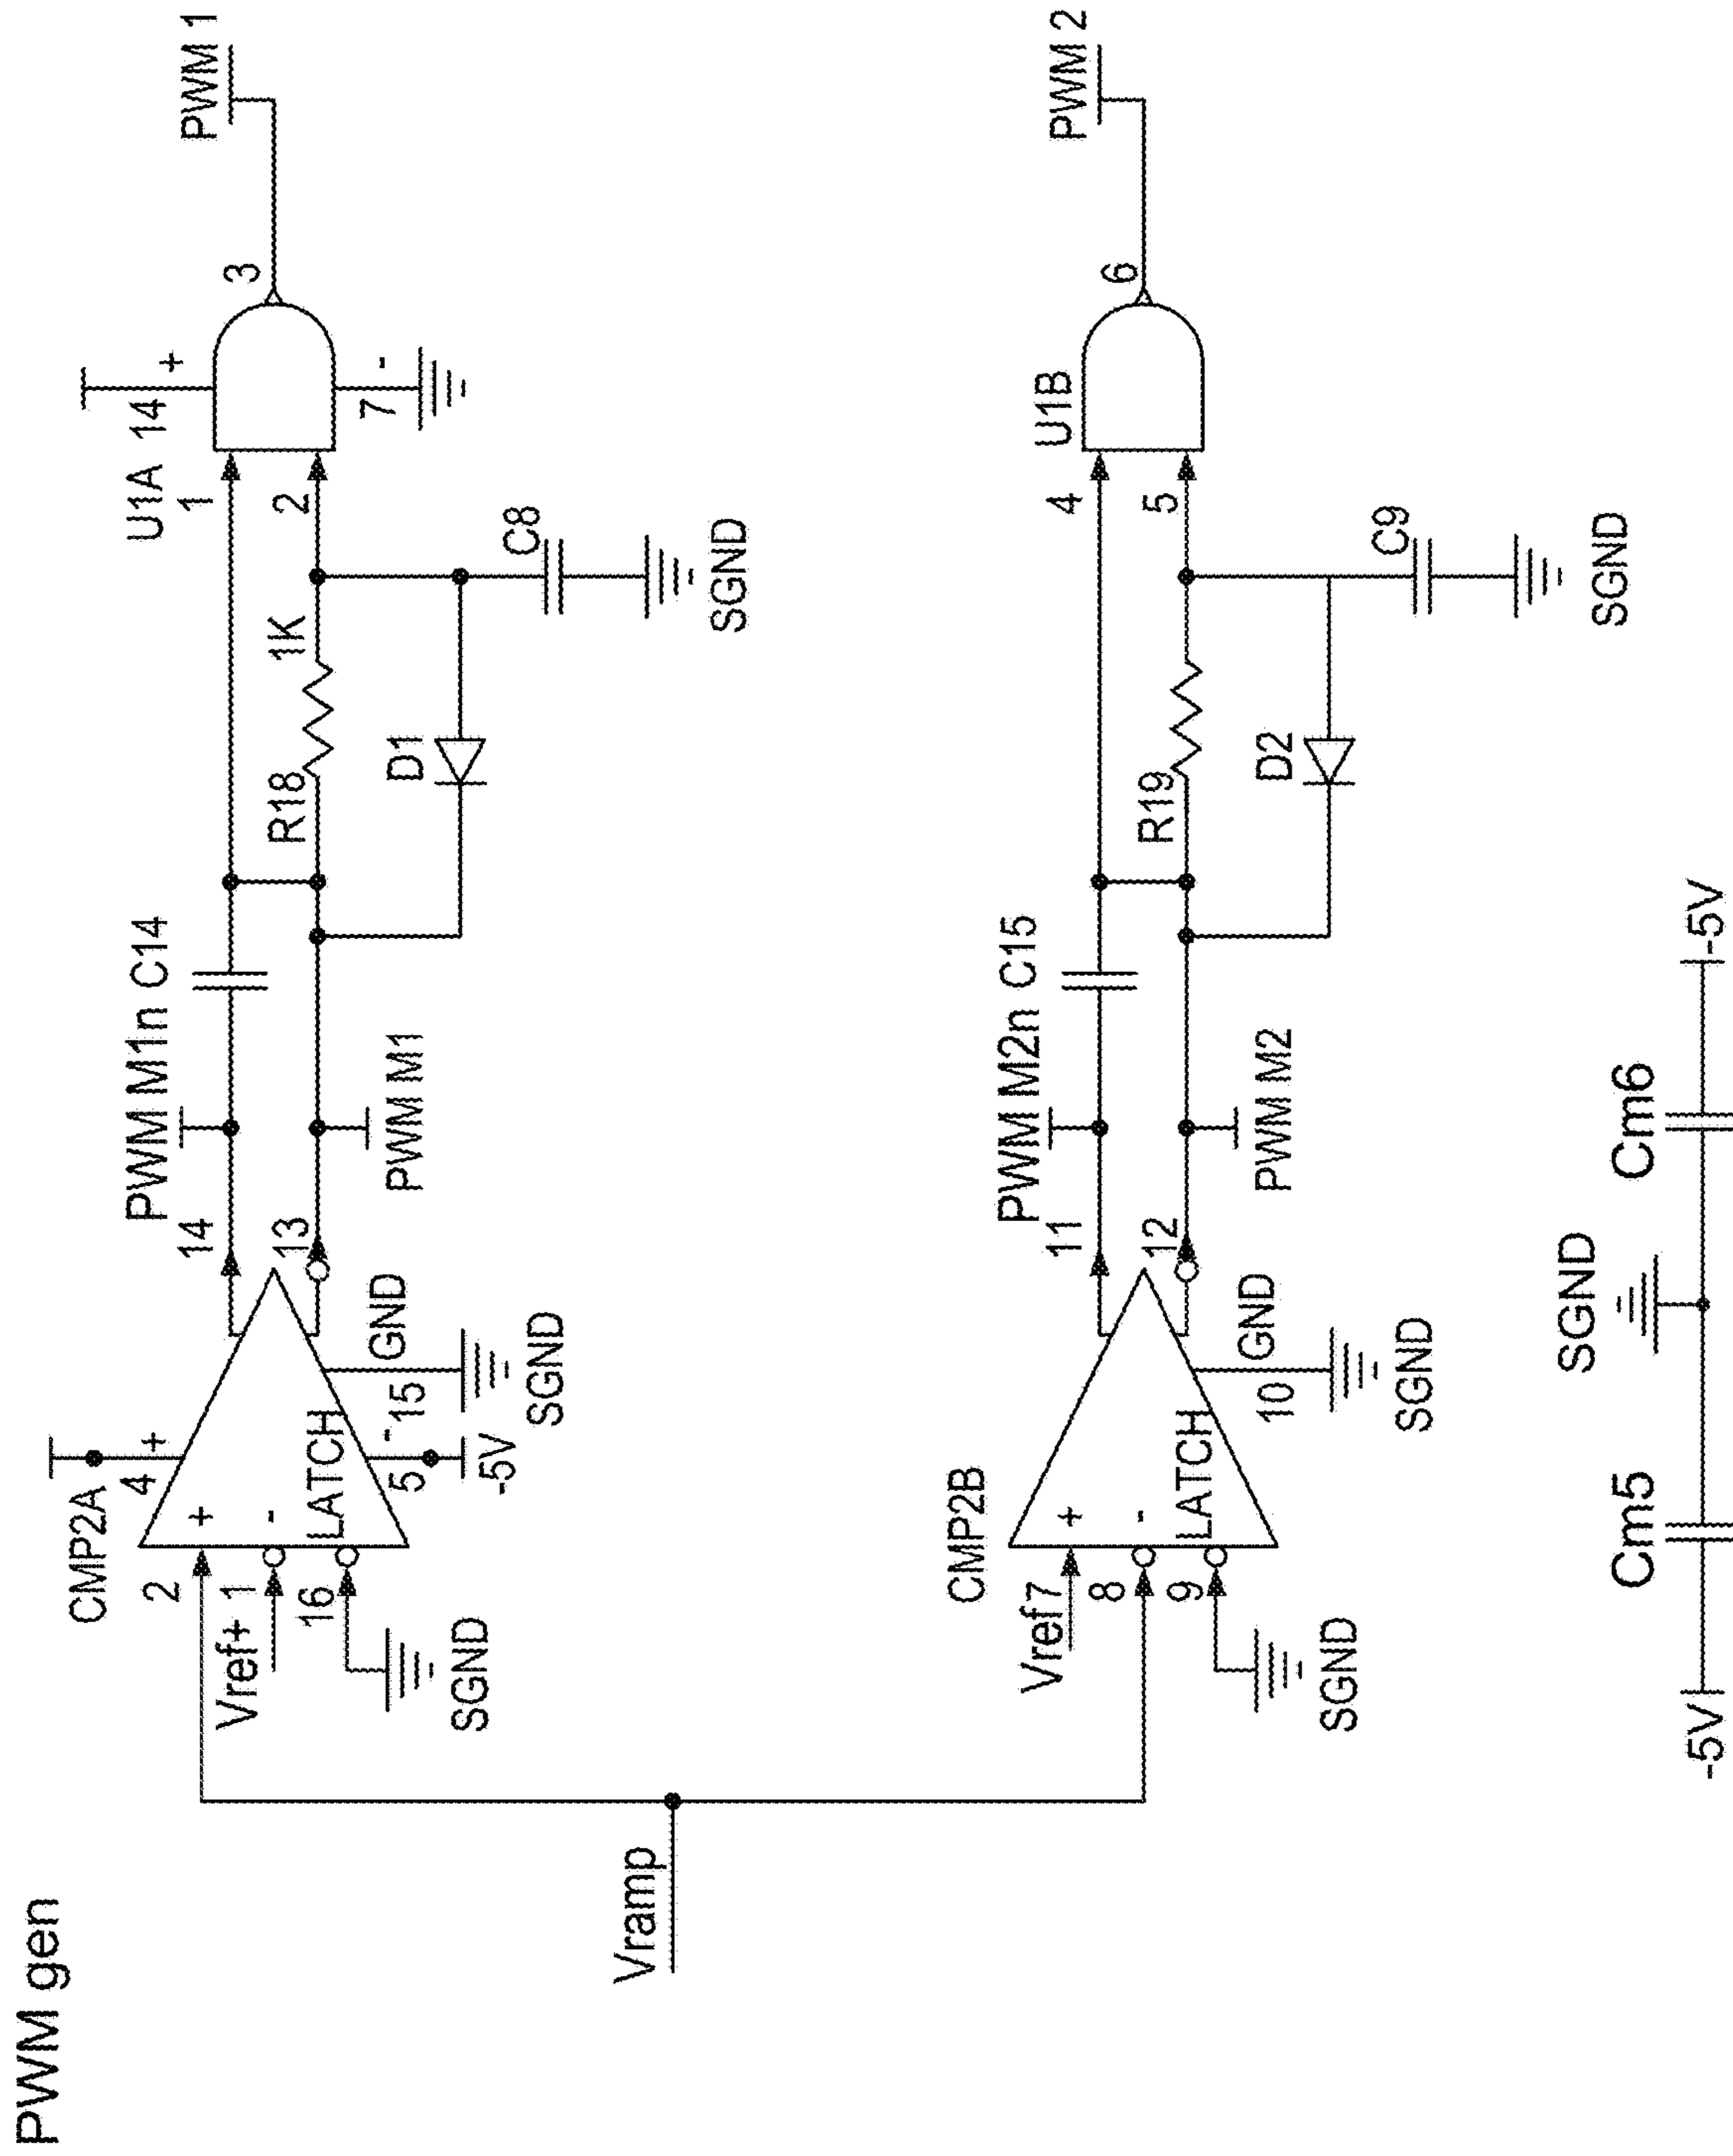 PWM gen
CMP2A
4
+
2
+
Vref+ 1
-
16
LATCH
SGND
5
-
-5V
15
GND
SGND
14
13
PWM M1n C14
PWM M1
R18
1K
D1
C8
SGND
U1A 14
+
1
2
7
-
3
PWM 1
Vramp
CMP2B
Vref7
+
8
-
9
LATCH
SGND
10
GND
SGND
11
12
PWM M2n C15
PWM M2
R19
D2
C9
SGND
U1B
4
5
6
PWM 2
-5V
Cm5
SGND
Cm6
-5V